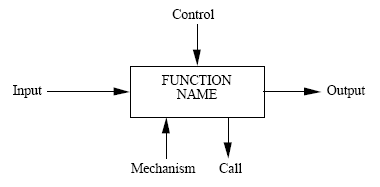 Control
FUNCTION
NAME
Input
Output
Mechanism
Call